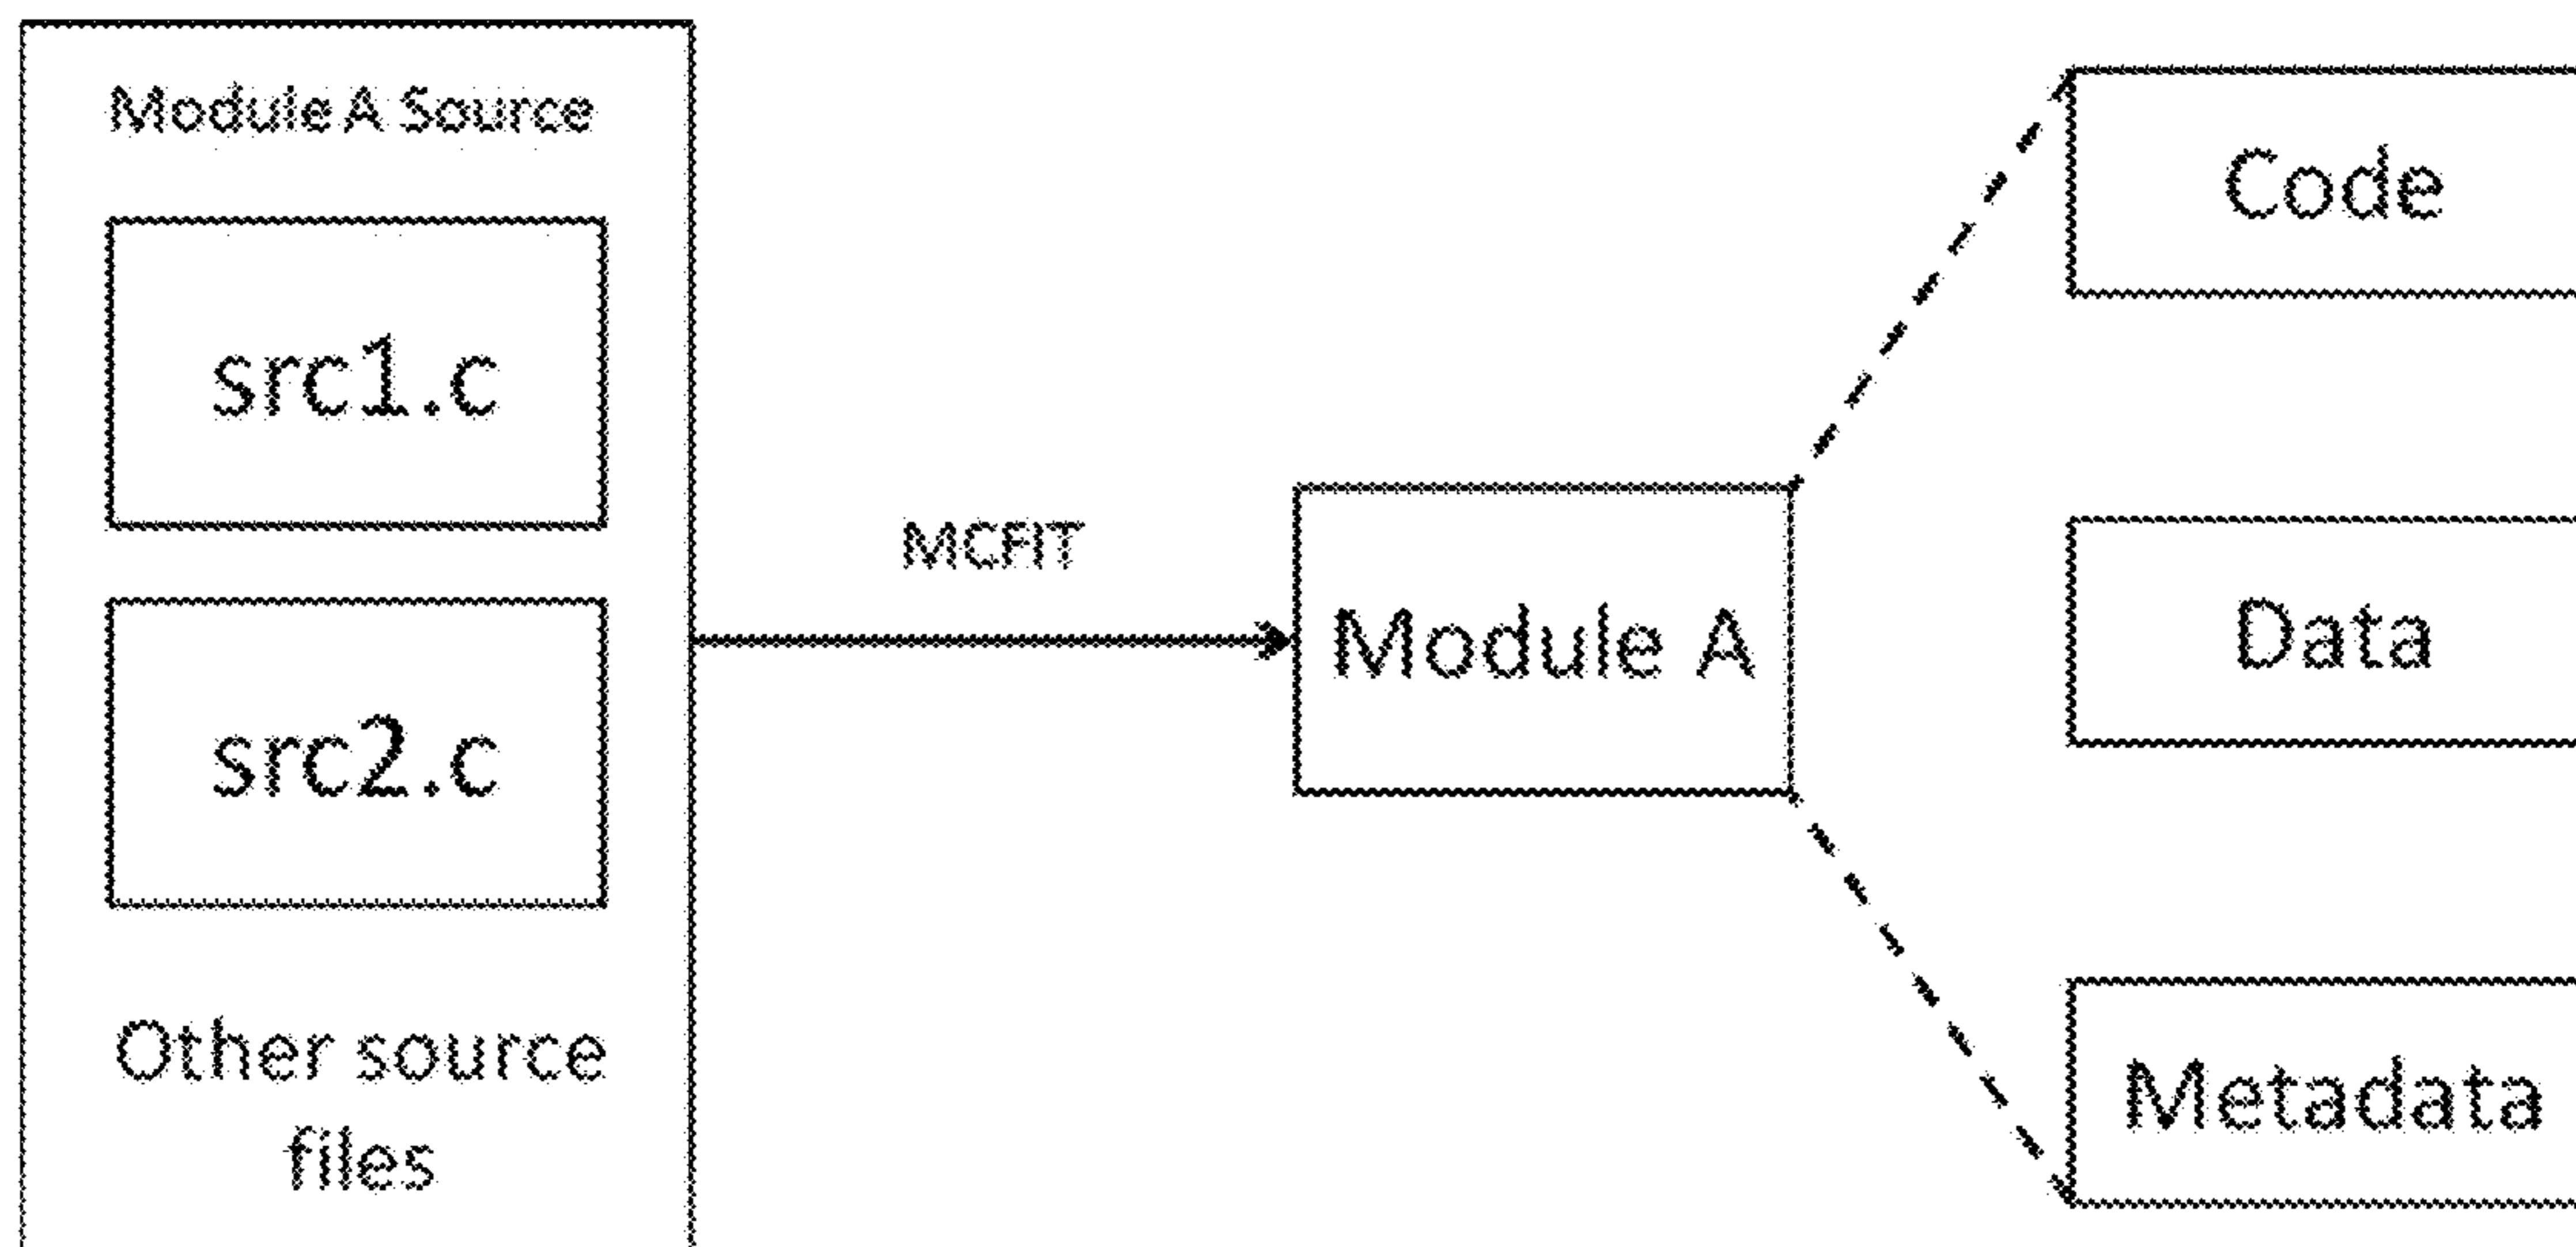 Module A Source
src1.c
src2.c
Other source
files
MCFIT
Module A
Code
Data
Metadata